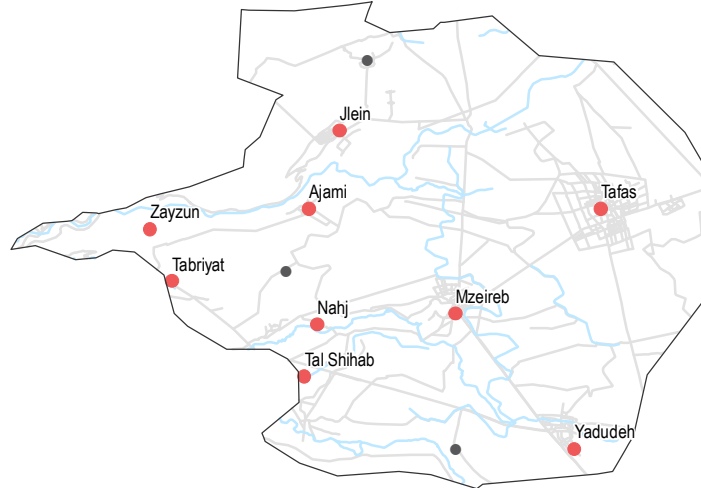 Jlein
Ajami
Tafas
Zayzun
Tabriyat
Mzeireb
Nahj
Tal Shihab
Yadudeh